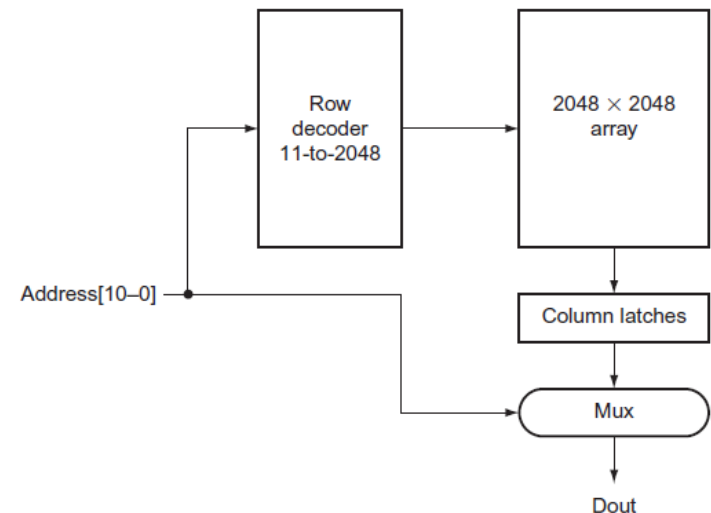 Row
decoder
11-to-2048
2048 × 2048
array
Address[10–0]
Column latches
Mux
Dout